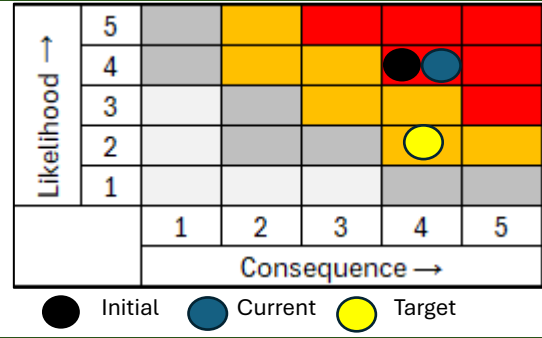 Likelihood →
5
4
3
2
1
1 2 3 4 5
Consequence →
Initial Current Target